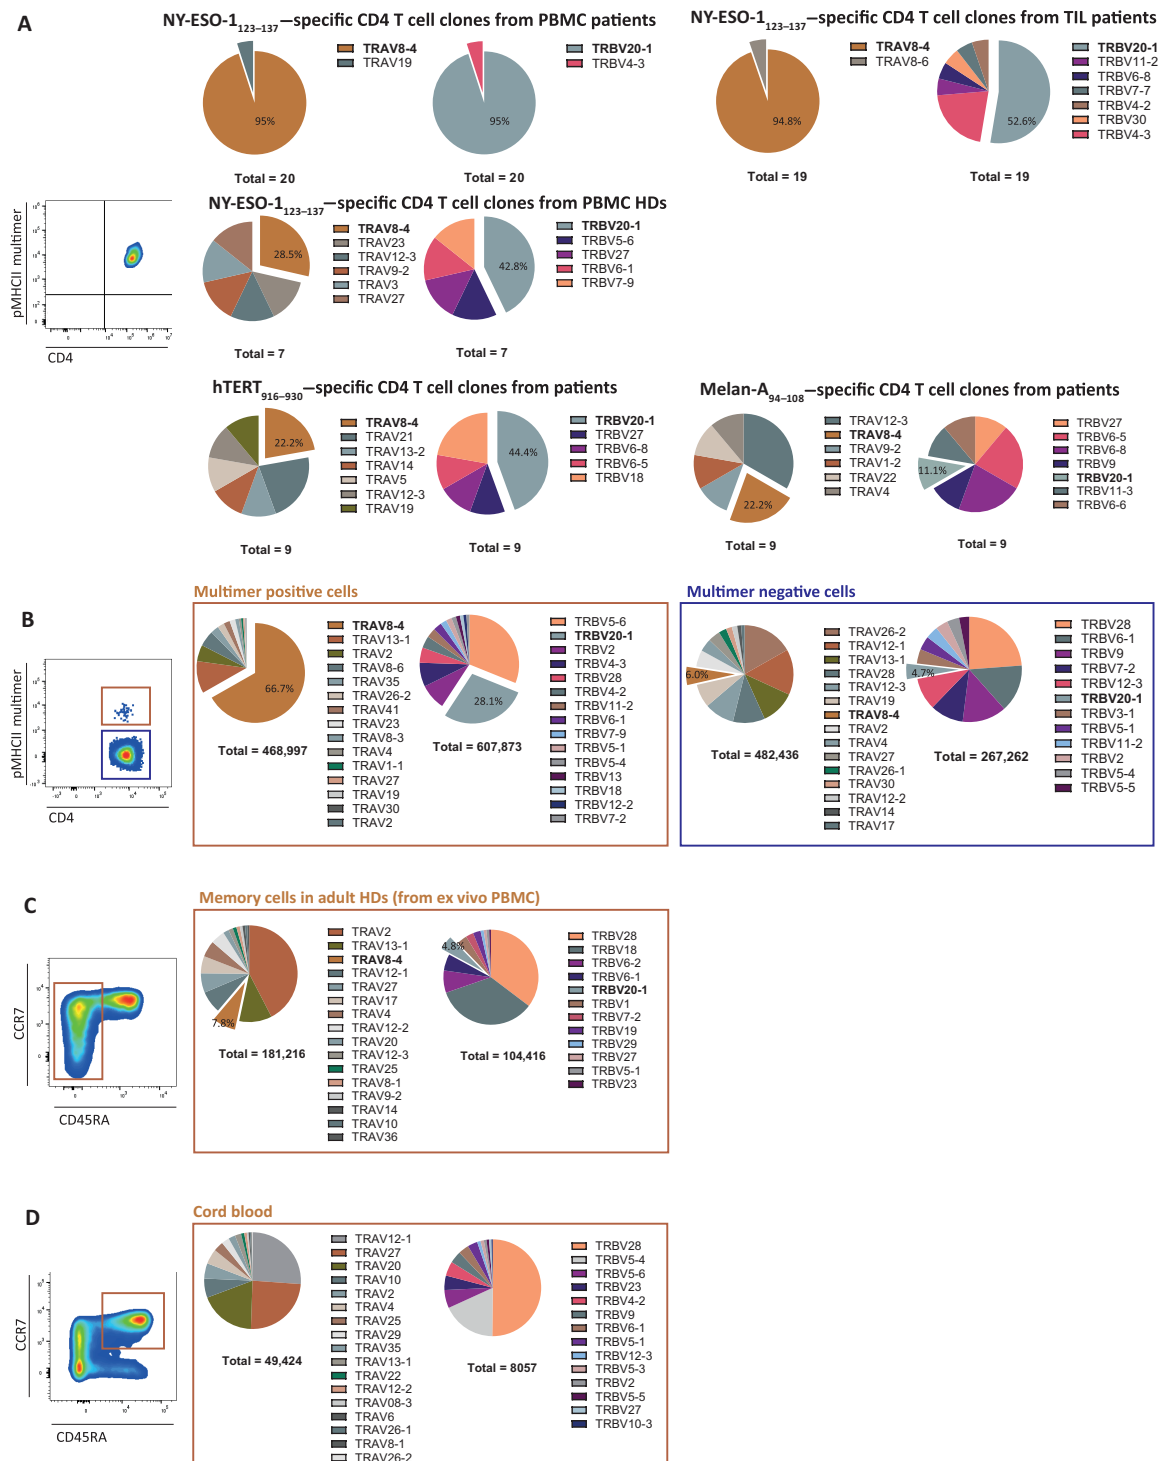 A
NY-ESO-1123–137—specific CD4 T cell clones from PBMC patients
95%
TRAV8-4
TRAV19
Total = 20
95%
TRBV20-1
TRBV4-3
Total = 20
NY-ESO-1123–137—specific CD4 T cell clones from TIL patients
94.8%
TRAV8-4
TRAV8-6
Total = 19
52.6%
TRBV20-1
TRBV11-2
TRBV6-8
TRBV7-7
TRBV4-2
TRBV30
TRBV4-3
Total = 19
pMHCII multimer
CD4
NY-ESO-1123–137—specific CD4 T cell clones from PBMC HDs
28.5%
TRAV8-4
TRAV23
TRAV12-3
TRAV9-2
TRAV3
TRAV27
Total = 7
42.8%
TRBV20-1
TRBV5-6
TRBV27
TRBV6-1
TRBV7-9
Total = 7
hTERT916–930—specific CD4 T cell clones from patients
22.2%
TRAV8-4
TRAV21
TRAV13-2
TRAV14
TRAV5
TRAV12-3
TRAV19
Total = 9
44.4%
TRBV20-1
TRBV27
TRBV6-8
TRBV6-5
TRBV18
Total = 9
Melan-A94–108—specific CD4 T cell clones from patients
22.2%
TRAV12-3
TRAV8-4
TRAV9-2
TRAV1-2
TRAV22
TRAV4
Total = 9
11.1%
TRBV27
TRBV6-5
TRBV6-8
TRBV9
TRBV20-1
TRBV11-3
TRBV6-6
Total = 9
B
pMHCII multimer
CD4
Multimer positive cells
66.7%
Total = 468,997
TRAV8-4
TRAV13-1
TRAV2
TRAV8-6
TRAV35
TRAV26-2
TRAV41
TRAV23
TRAV8-3
TRAV4
TRAV1-1
TRAV27
TRAV19
TRAV30
TRAV2
28.1%
Total = 607,873
TRBV5-6
TRBV20-1
TRBV2
TRBV4-3
TRBV28
TRBV4-2
TRBV11-2
TRBV6-1
TRBV7-9
TRBV5-1
TRBV5-4
TRBV13
TRBV18
TRBV12-2
TRBV7-2
Multimer negative cells
6.0%
Total = 482,436
TRAV26-2
TRAV12-1
TRAV13-1
TRAV28
TRAV12-3
TRAV19
TRAV8-4
TRAV2
TRAV4
TRAV27
TRAV26-1
TRAV30
TRAV12-2
TRAV14
TRAV17
4.7%
Total = 267,262
TRBV28
TRBV6-1
TRBV9
TRBV7-2
TRBV12-3
TRBV20-1
TRBV3-1
TRBV5-1
TRBV11-2
TRBV2
TRBV5-4
TRBV5-5
C
CCR7
CD45RA
Memory cells in adult HDs (from ex vivo PBMC)
7.8%
Total = 181,216
TRAV2
TRAV13-1
TRAV8-4
TRAV12-1
TRAV27
TRAV17
TRAV4
TRAV12-2
TRAV20
TRAV12-3
TRAV25
TRAV8-1
TRAV9-2
TRAV14
TRAV10
TRAV36
4.8%
Total = 104,416
TRBV28
TRBV18
TRBV6-2
TRBV6-1
TRBV20-1
TRBV1
TRBV7-2
TRBV19
TRBV29
TRBV27
TRBV5-1
TRBV23
D
CCR7
CD45RA
Cord blood
Total = 49,424
TRAV12-1
TRAV27
TRAV20
TRAV10
TRAV2
TRAV4
TRAV25
TRAV29
TRAV35
TRAV13-1
TRAV22
TRAV12-2
TRAV08-3
TRAV6
TRAV26-1
TRAV8-1
TRAV26-2
Total = 8057
TRBV28
TRBV5-4
TRBV5-6
TRBV23
TRBV4-2
TRBV9
TRBV6-1
TRBV5-1
TRBV12-3
TRBV5-3
TRBV2
TRBV5-5
TRBV27
TRBV10-3